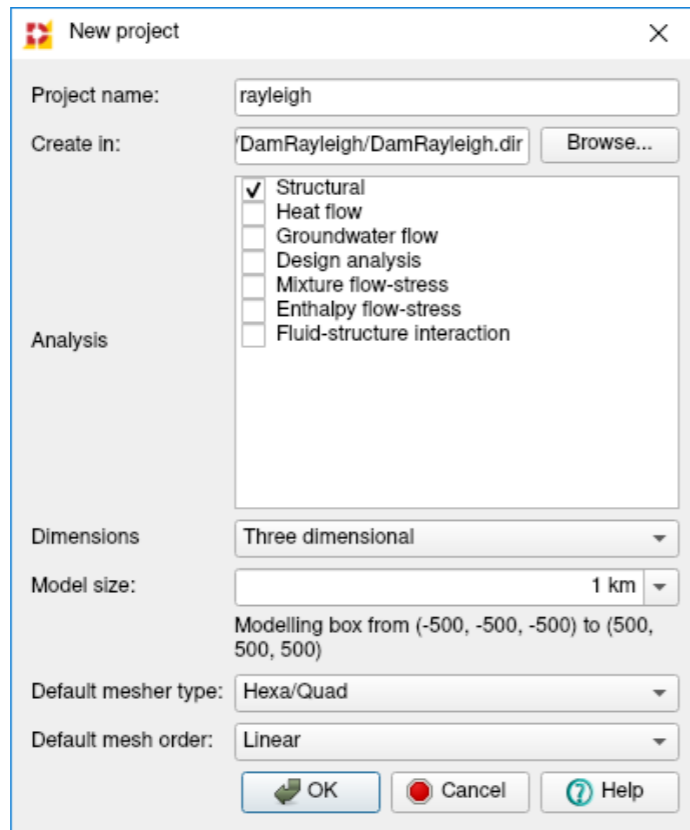 New project
Project name: rayleigh
Create in: /DamRayleigh/DamRayleigh.dir Browse...
Structural
Heat flow
Groundwater flow
Design analysis
Mixture flow-stress
Enthalpy flow-stress
Fluid-structure interaction
Analysis
Dimensions Three dimensional
Model size: 1 km
Modelling box from (-500, -500, -500) to (500,
500, 500)
Default mesher type: Hexa/Quad
Default mesh order: Linear
OK Cancel Help